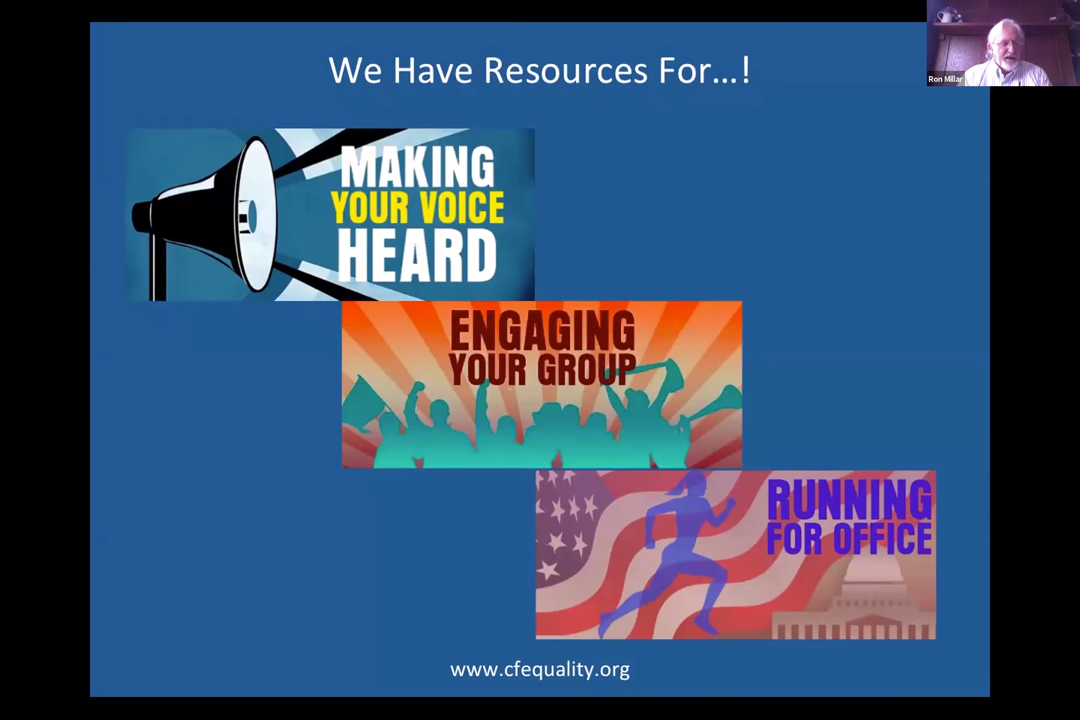 We Have Resources For...!
Ron Millar
MAKING
YOUR VOICE
HEARD
ENGAGING
YOUR GROUP
RUNNING
FOR OFFICE
www.cfequality.org